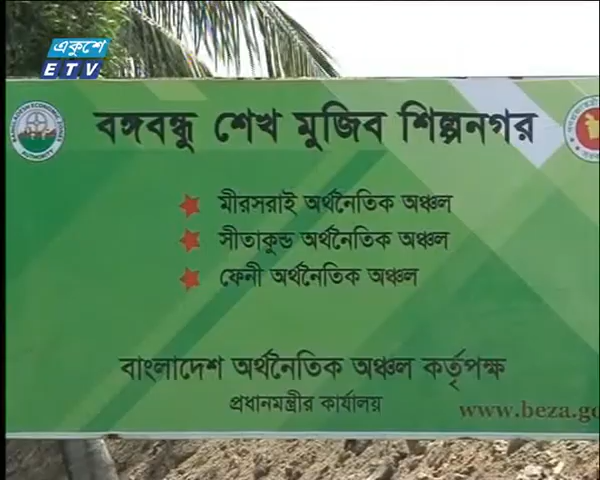 একুশে
ETV
বঙ্গবন্ধু শেখ মুজিব শিল্পনগর
মীরসরাই অর্থনৈতিক অঞ্চল
সীতাকুন্ড অর্থনৈতিক অঞ্চল
ফেনী অর্থনৈতিক অঞ্চল
বাংলাদেশ অর্থনৈতিক অঞ্চল কর্তৃপক্ষ
প্রধানমন্ত্রীর কার্যালয়
www.beza.go